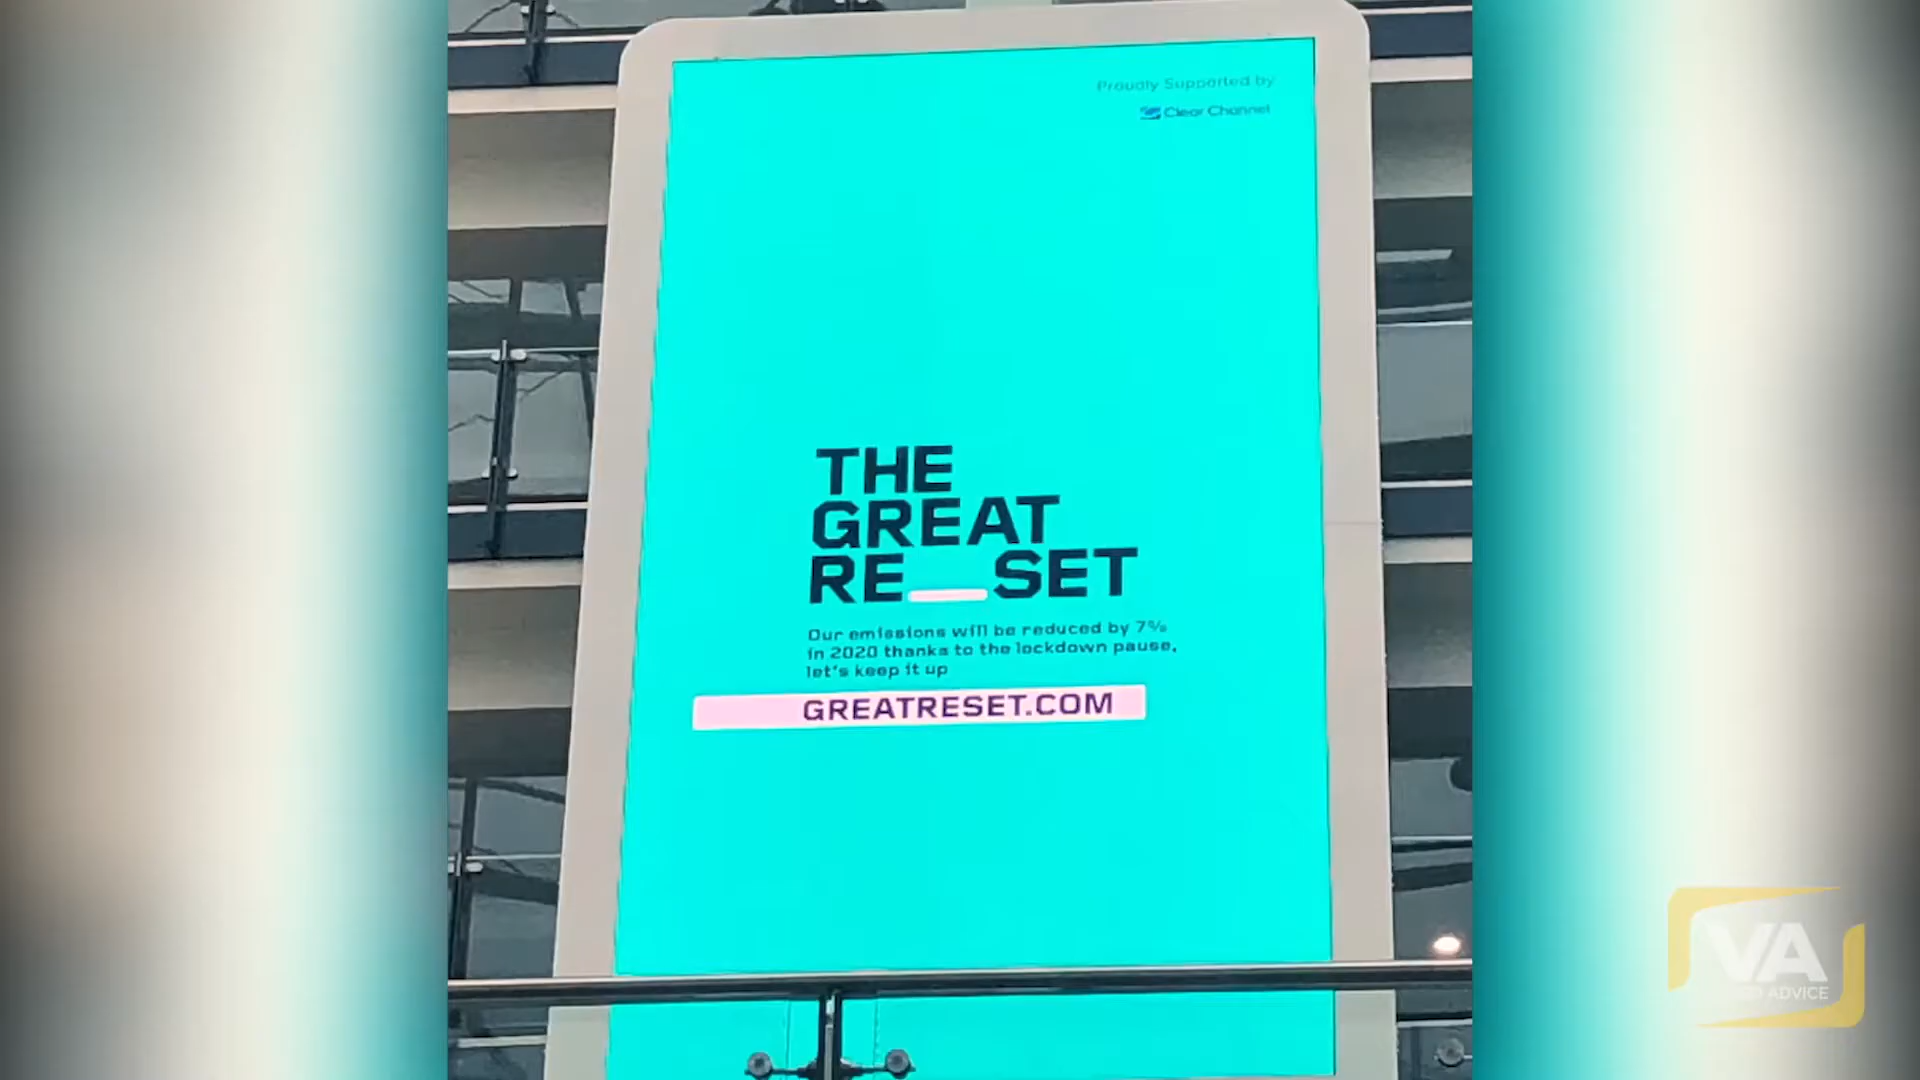 Proudly Supported by
Clear Channel
THE
GREAT
RE_SET
Our emissions will be reduced by 7%
in 2020 thanks to the lockdown pause,
let's keep it up
GREATRESET.COM
VA
ADVICE